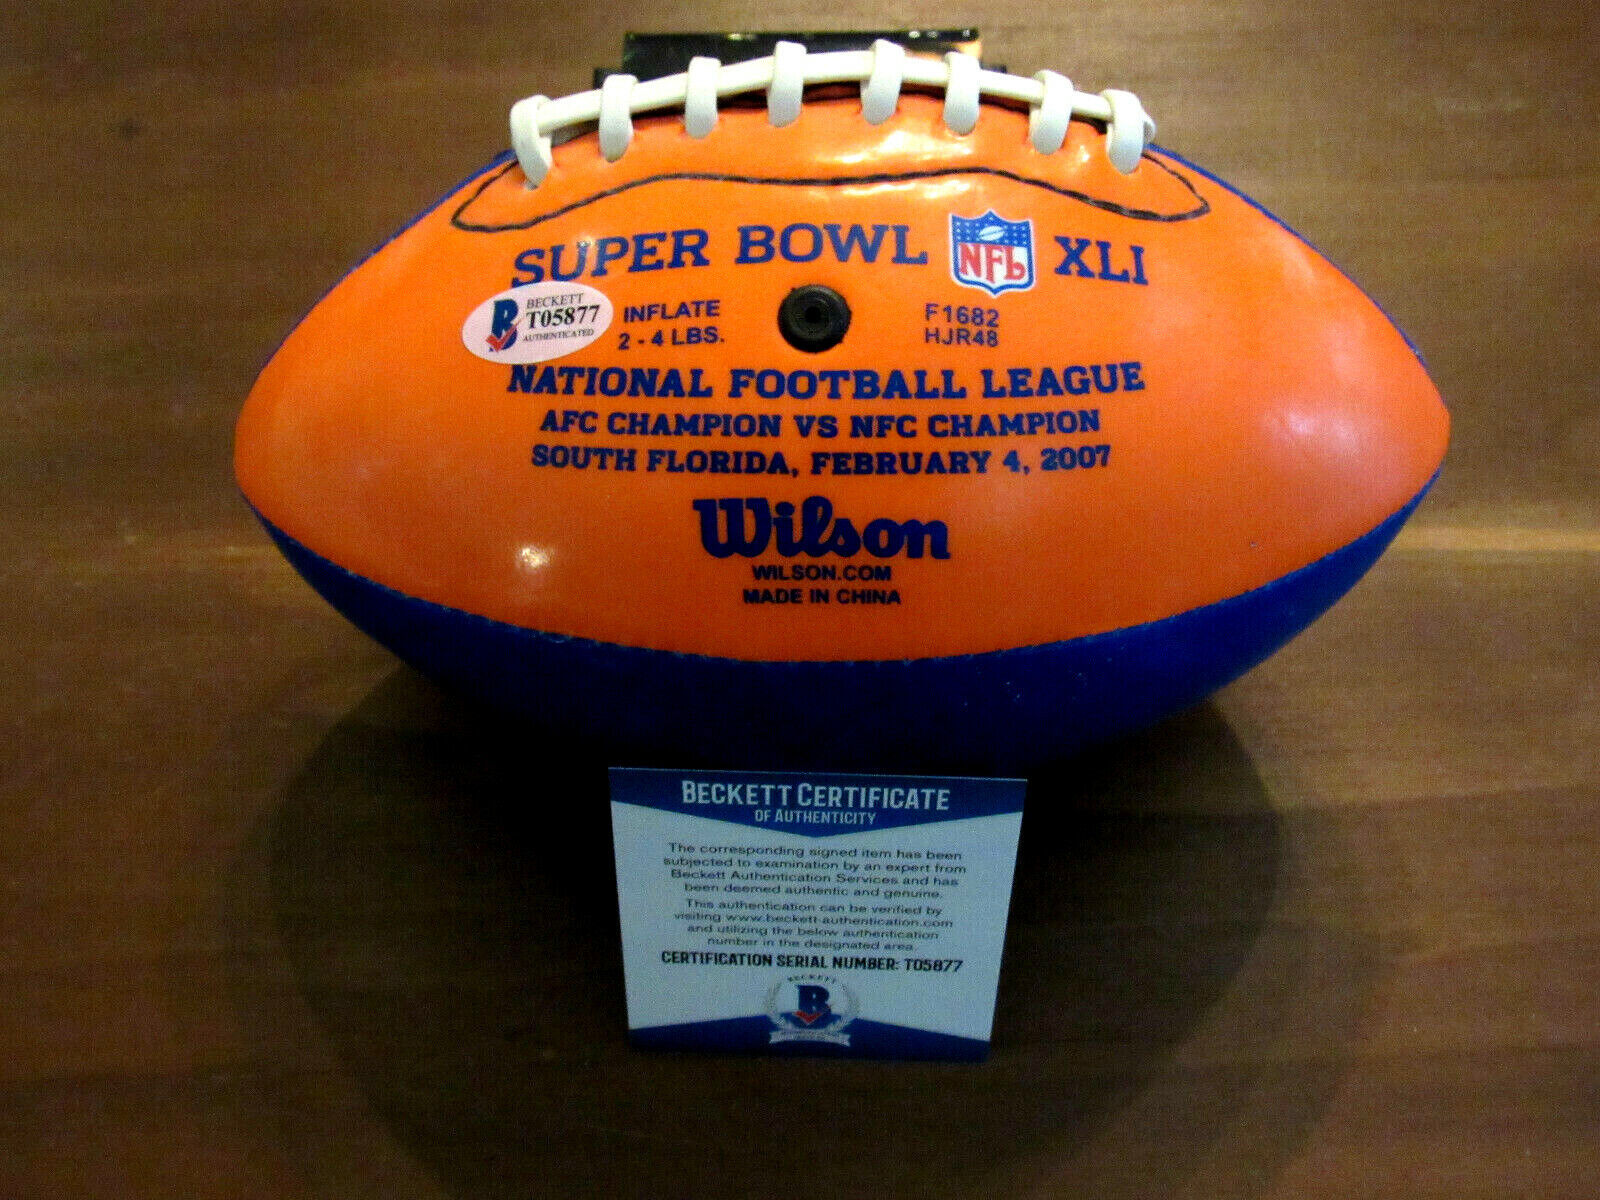 SUPER BOWL NFL XLI
BECKETT
T05877
AUTHENTICATED
INFLATE
2 - 4 LBS.
F1682
HJR48
NATIONAL FOOTBALL LEAGUE
AFC CHAMPION VS NFC CHAMPION
SOUTH FLORIDA, FEBRUARY 4, 2007
Wilson
WILSON.COM
MADE IN CHINA
BECKETT CERTIFICATE
OF AUTHENTICITY
The corresponding signed item has been
subjected to examination by an expert from
Beckett Authentication Services and has
been deemed authentic and genuine.
This authentication can be verified by
visiting www.beckett-authentication.com
and utilizing the below authentication
number in the designated area.
CERTIFICATION SERIAL NUMBER: T05877
BECKETT
B